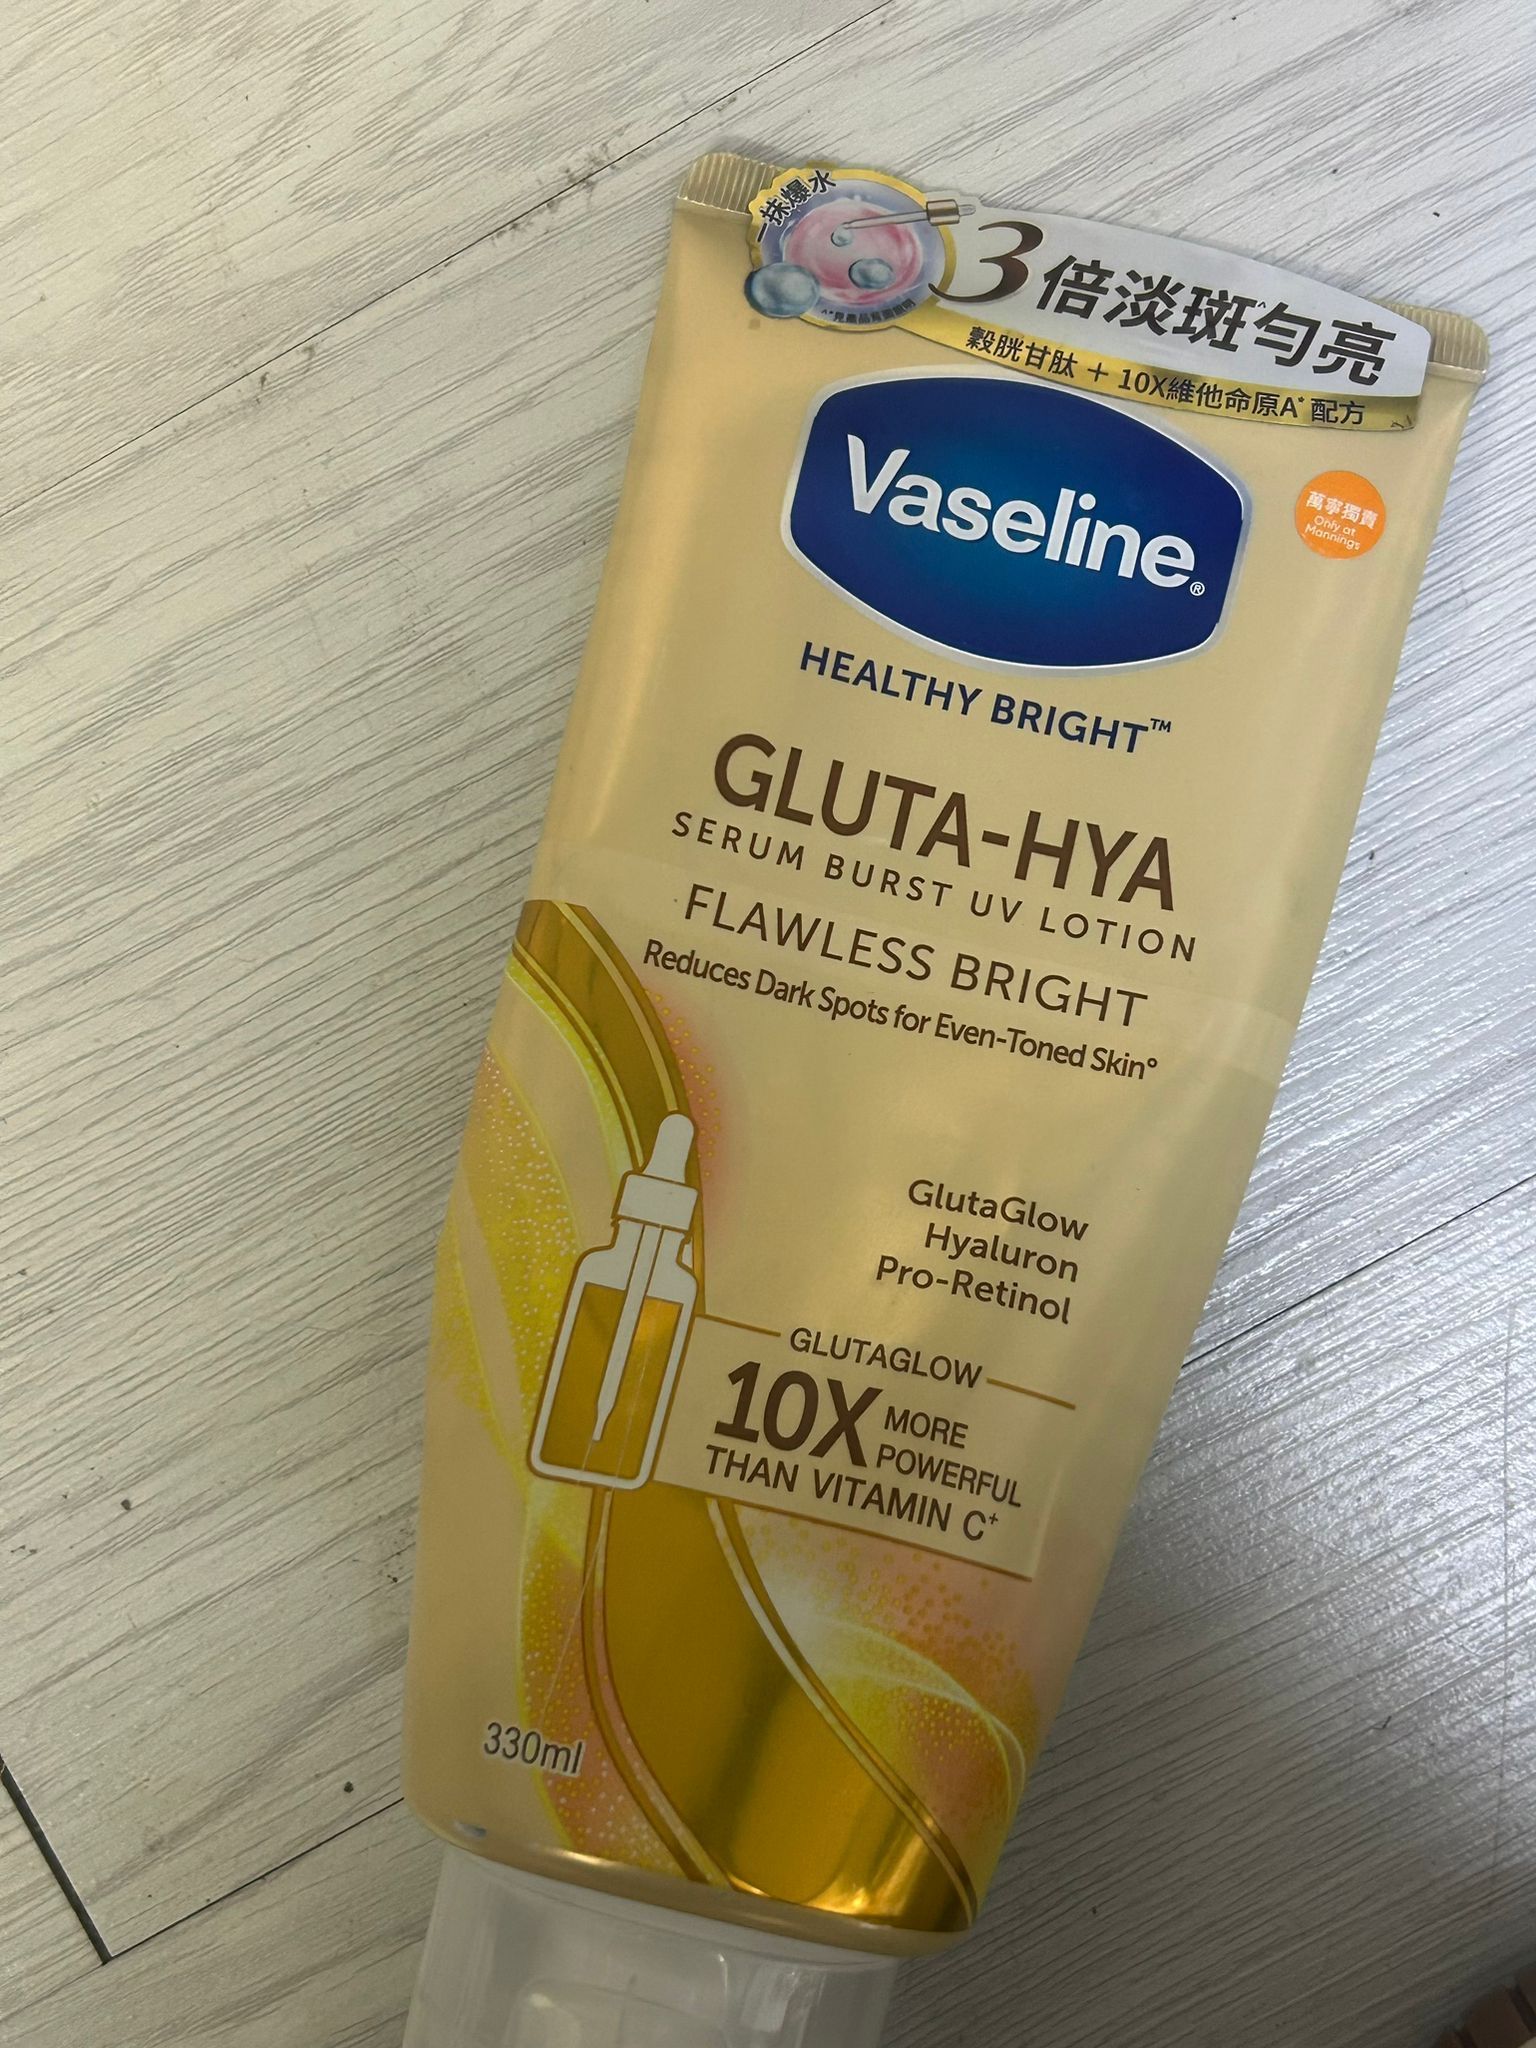 一抹爆水
3倍淡斑^勻亮
穀胱甘肽 + 10X維他命原A* 配方
Vaseline®
萬寧獨賣
Only at
Mannings
HEALTHY BRIGHT™
GLUTA-HYA
SERUM BURST UV LOTION
FLAWLESS BRIGHT
Reduces Dark Spots for Even-Toned Skin°
GlutaGlow
Hyaluron
Pro-Retinol
GLUTAGLOW
10X MORE
POWERFUL
THAN VITAMIN C⁺
330ml